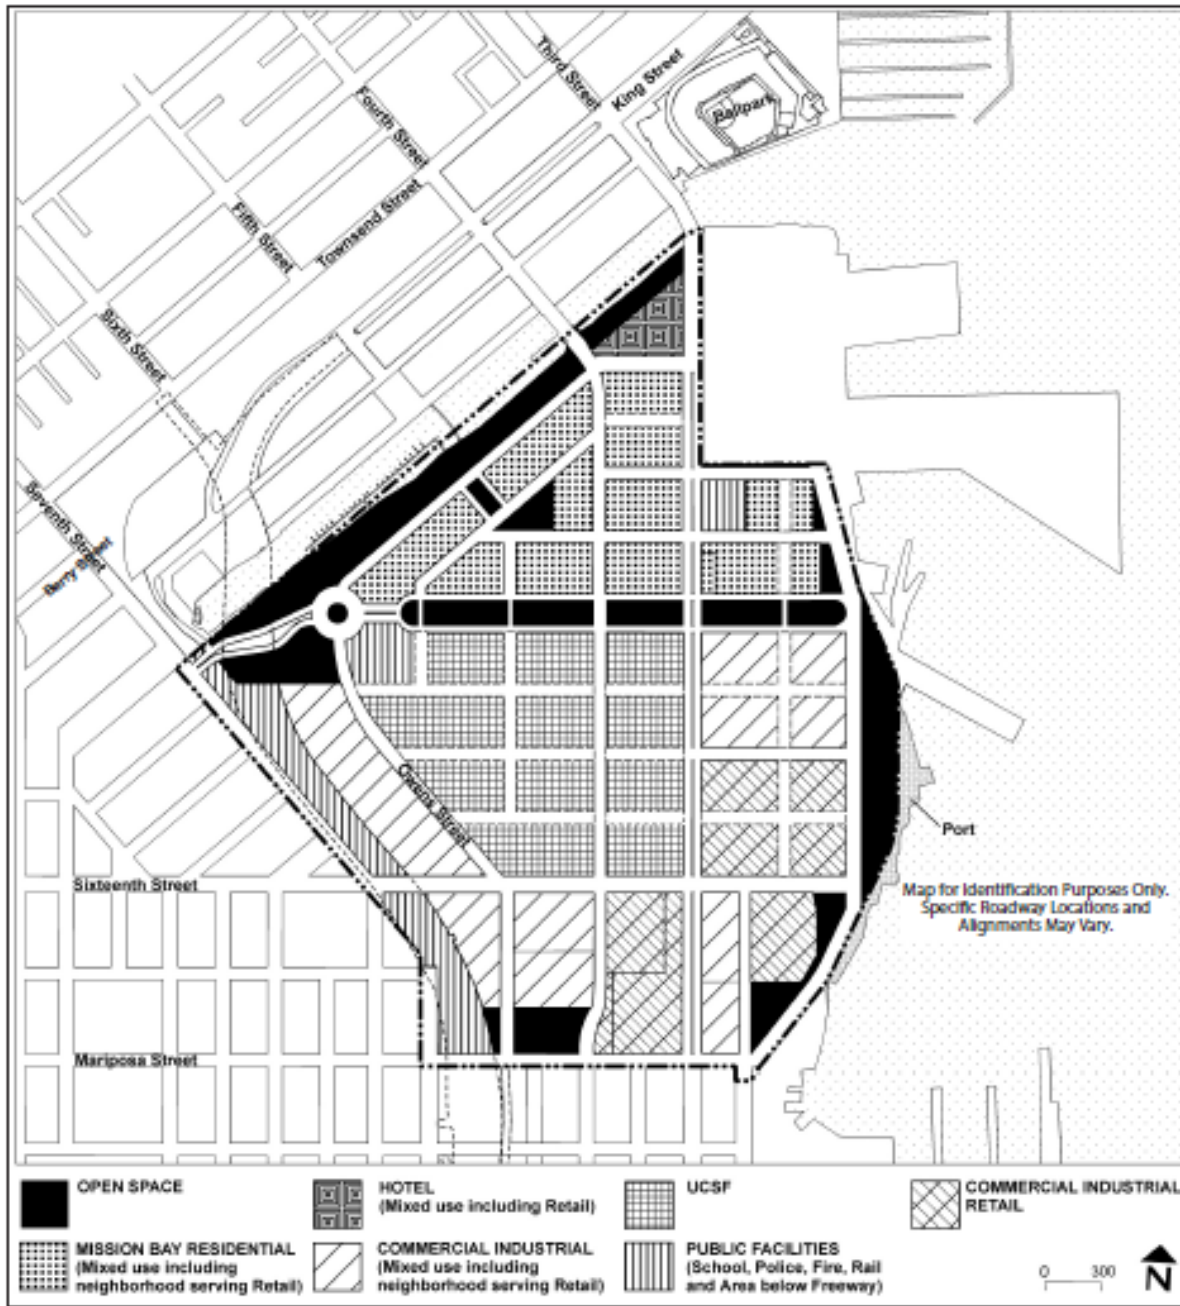 Third Street
King Street
Ballpark
Fourth Street
Townsend Street
Fifth Street
Sixth Street
Seventh Street
Berry Street
Owens Street
Port
Sixteenth Street
Map for Identification Purposes Only.
Specific Roadway Locations and
Alignments May Vary.
Mariposa Street
OPEN SPACE
HOTEL
(Mixed use including Retail)
UCSF
COMMERCIAL INDUSTRIAL
RETAIL
MISSION BAY RESIDENTIAL
(Mixed use including
neighborhood serving Retail)
COMMERCIAL INDUSTRIAL
(Mixed use including
neighborhood serving Retail)
PUBLIC FACILITIES
(School, Police, Fire, Rail
and Area below Freeway)
0 300
N